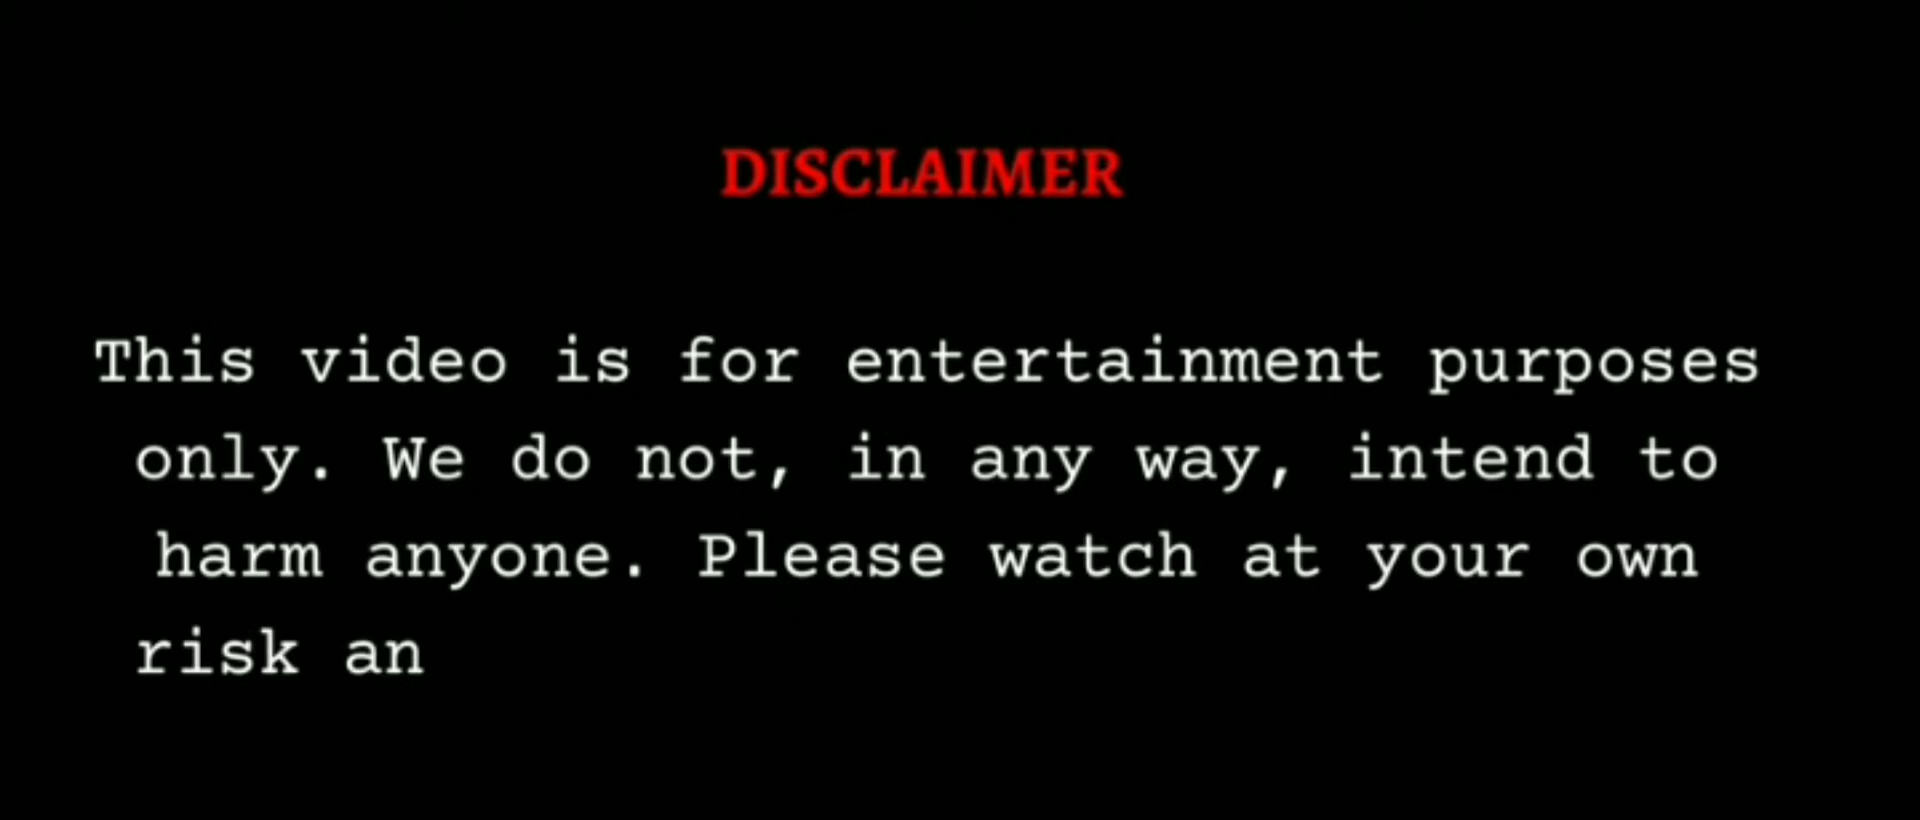 DISCLAIMER
This video is for entertainment purposes
only. We do not, in any way, intend to
harm anyone. Please watch at your own
risk an